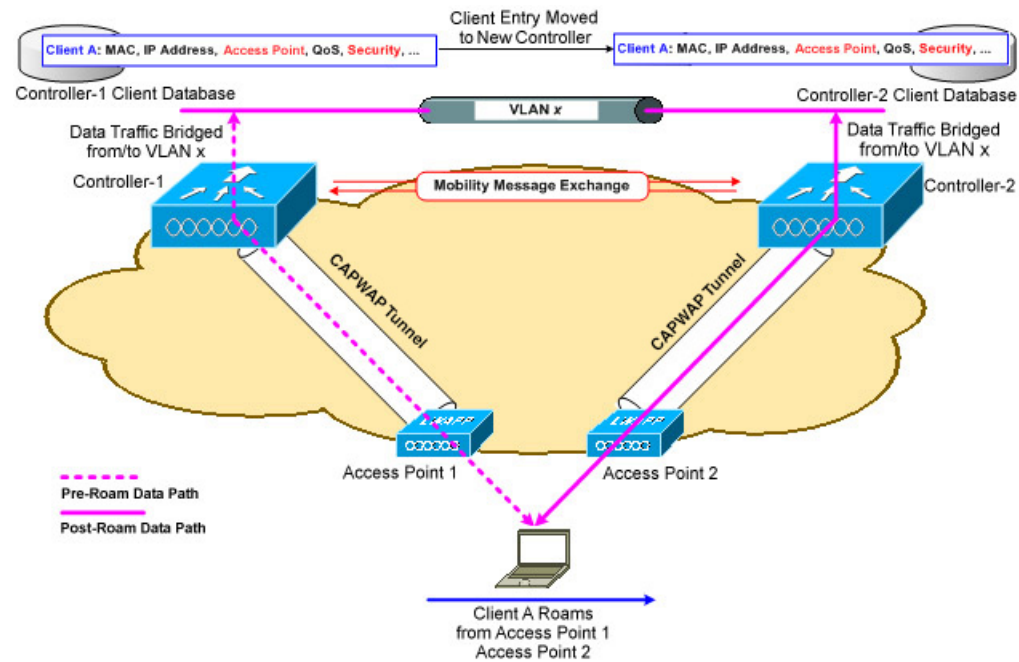 Client Entry Moved
to New Controller
Client A: MAC, IP Address, Access Point, QoS, Security, ...
Client A: MAC, IP Address, Access Point, QoS, Security, ...
Controller-1 Client Database
Controller-2 Client Database
VLAN x
Data Traffic Bridged
from/to VLAN x
Data Traffic Bridged
from/to VLAN x
Controller-1
Mobility Message Exchange
Controller-2
CAPWAP Tunnel
CAPWAP Tunnel
Access Point 1
Access Point 2
Pre-Roam Data Path
Post-Roam Data Path
Client A Roams
from Access Point 1
Access Point 2